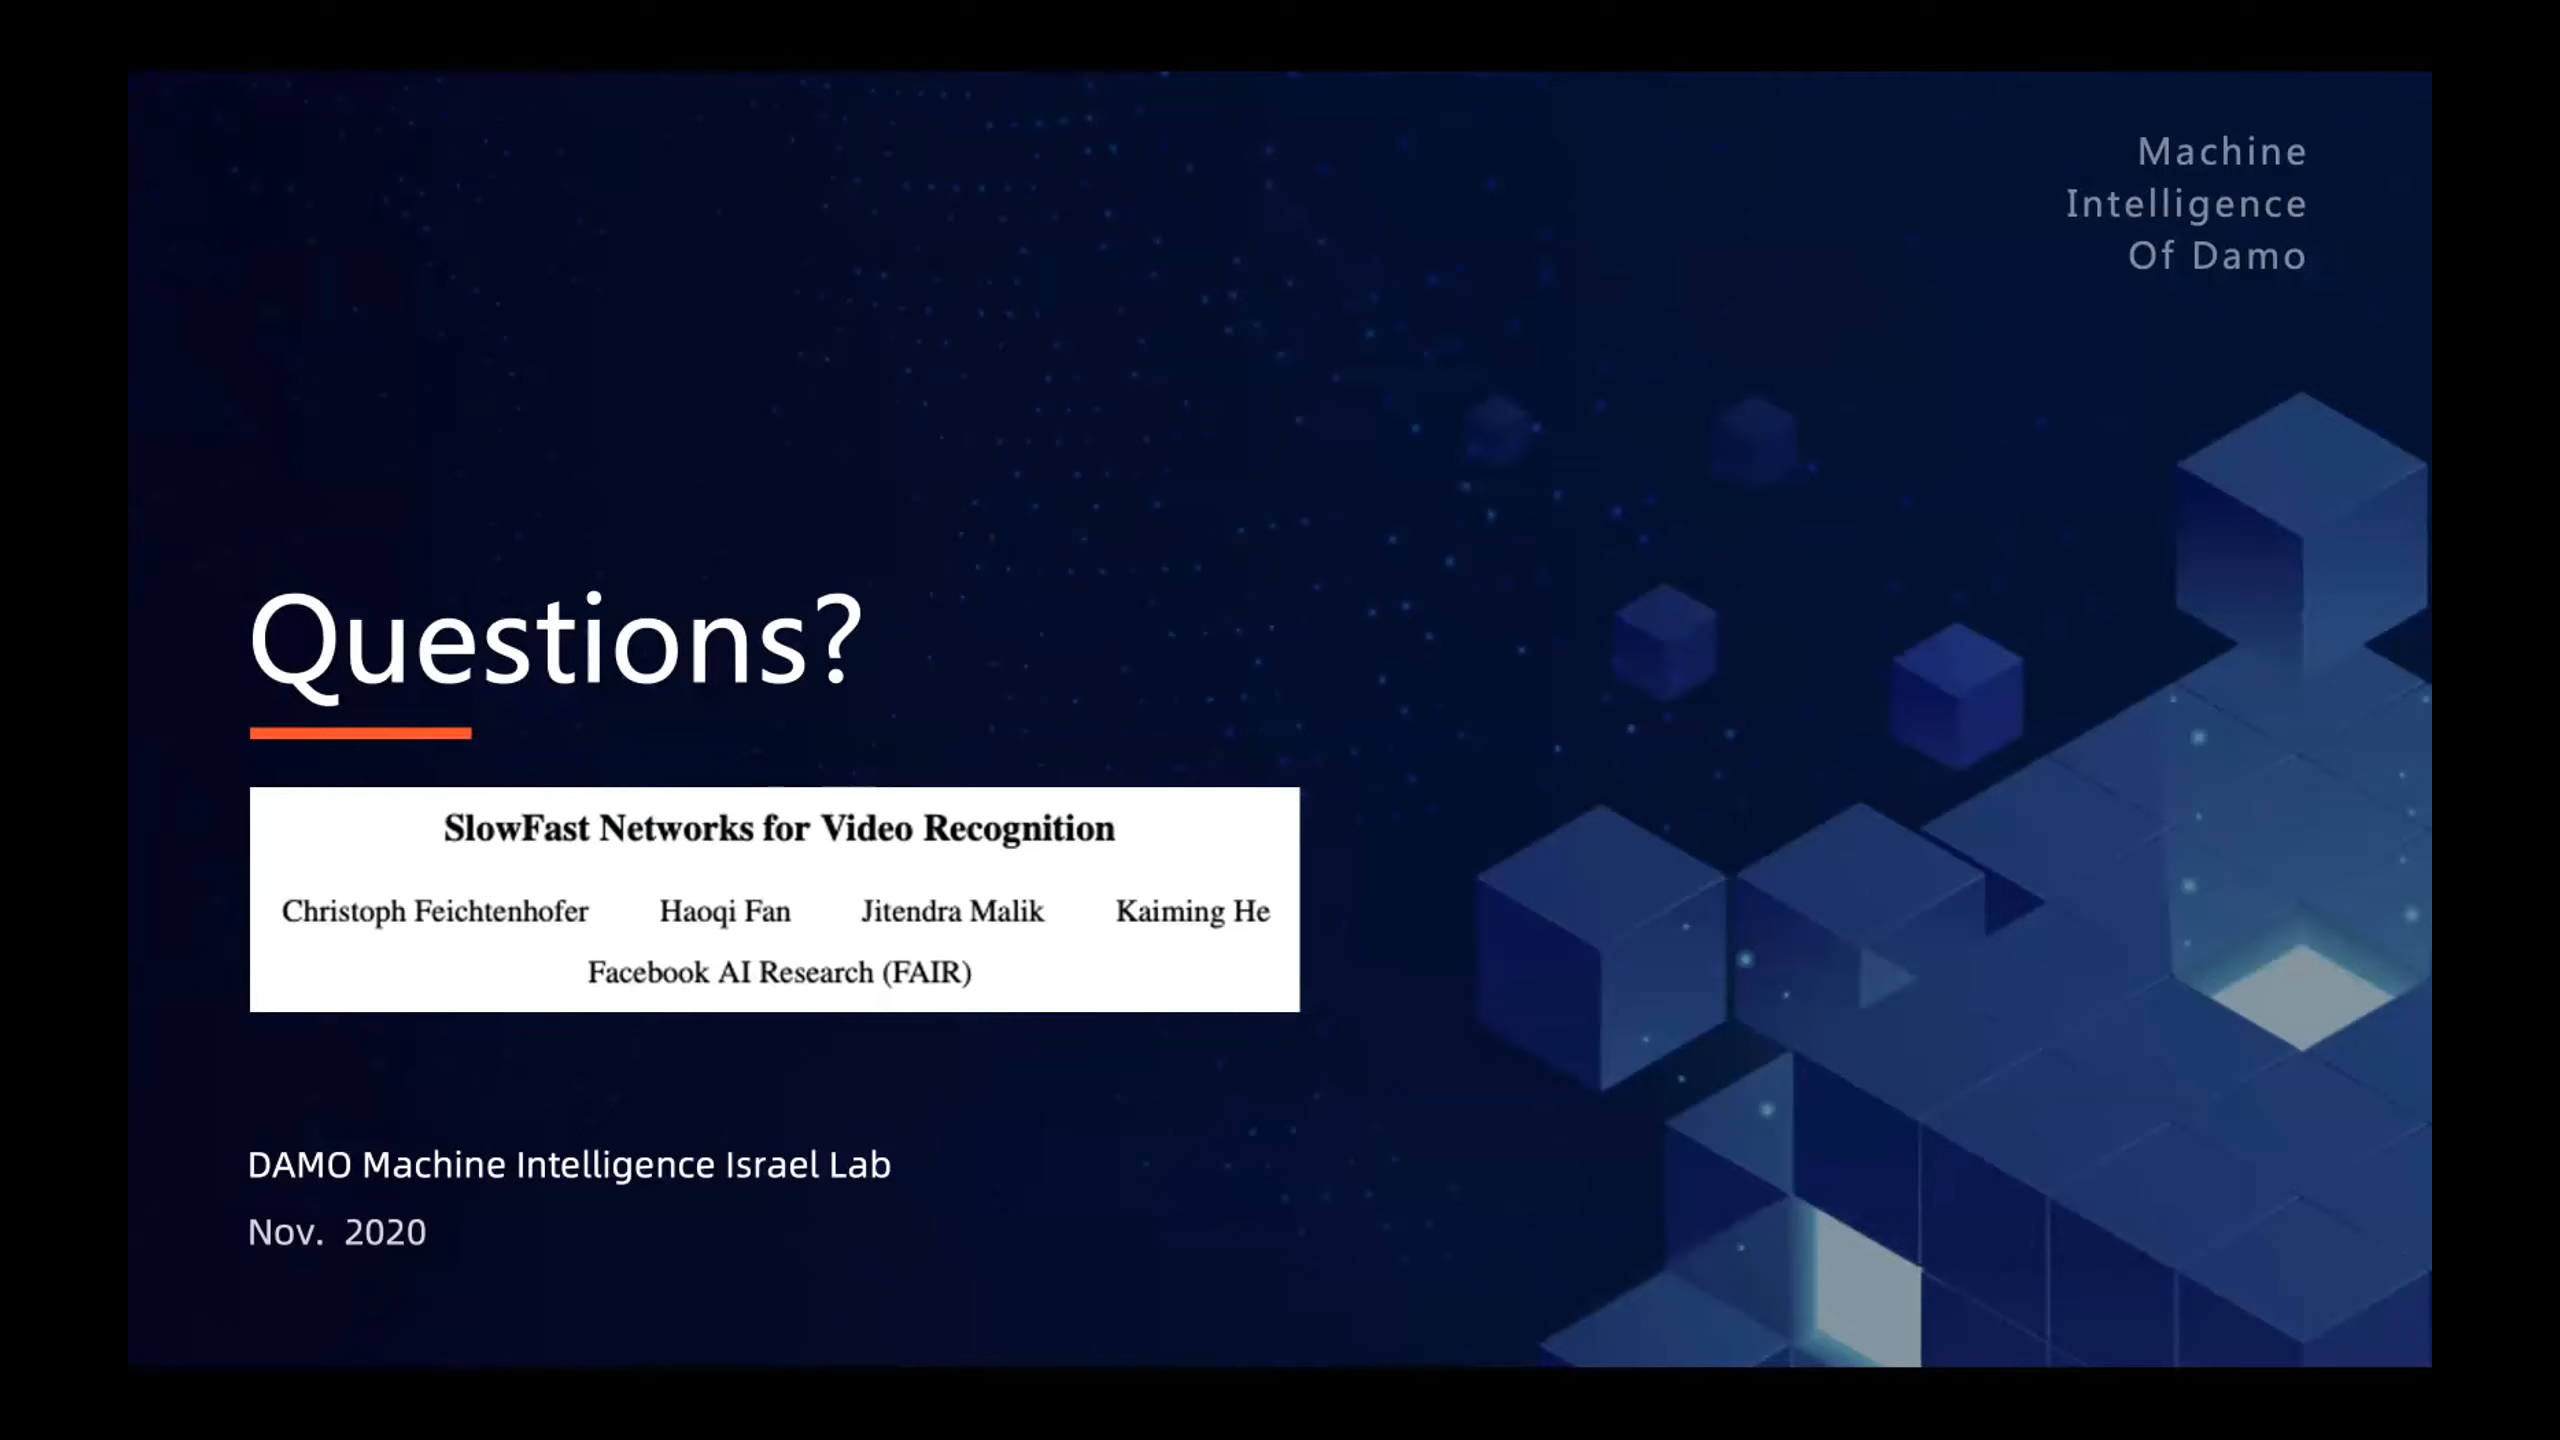 Machine
Intelligence
Of Damo
Questions?
SlowFast Networks for Video Recognition
Christoph Feichtenhofer Haoqi Fan Jitendra Malik Kaiming He
Facebook AI Research (FAIR)
DAMO Machine Intelligence Israel Lab
Nov. 2020